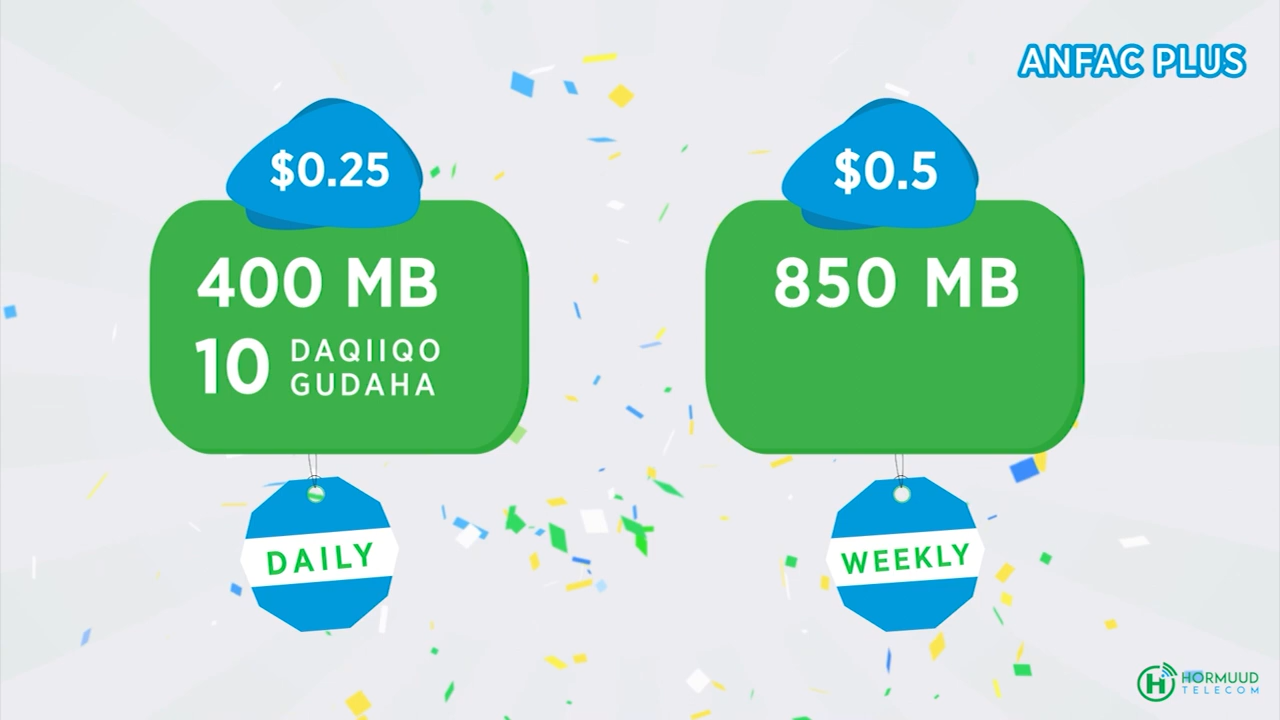 ANFAC PLUS
$0.25
400 MB
10 DAQIIQO
GUDAHA
DAILY
$0.5
850 MB
WEEKLY
HORMUUD
TELECOM